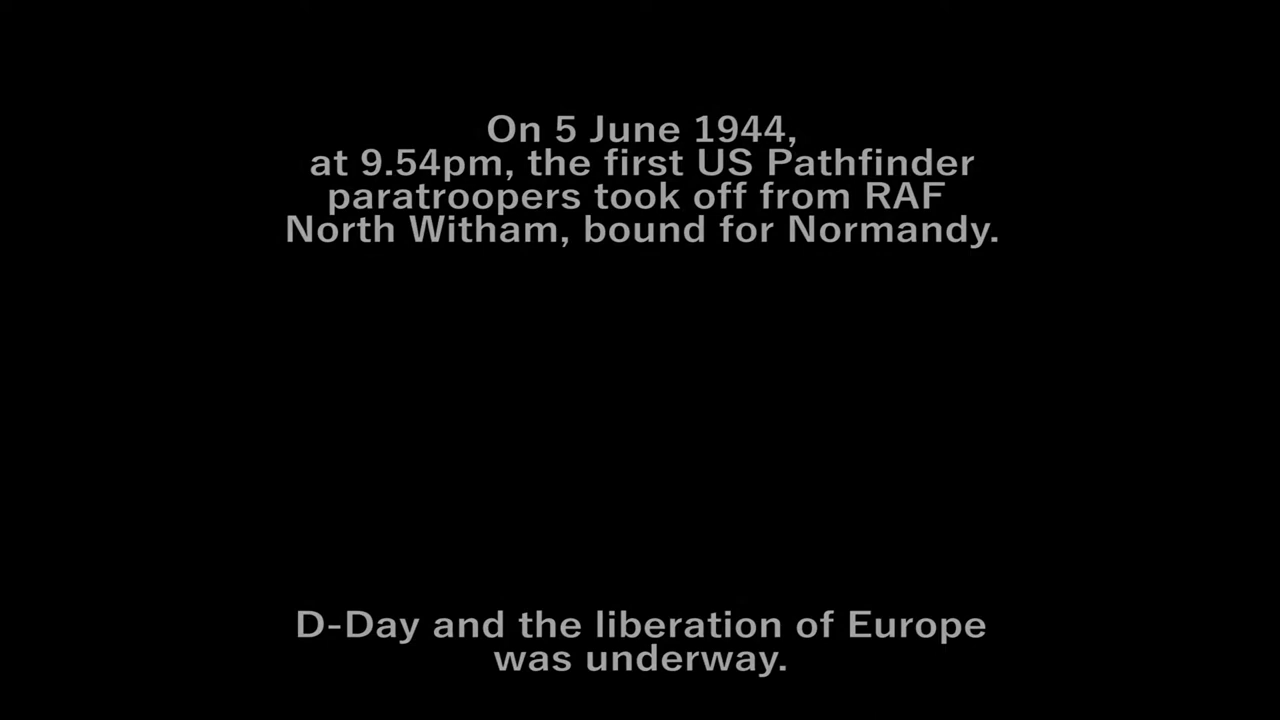 On 5 June 1944,
at 9.54pm, the first US Pathfinder
paratroopers took off from RAF
North Witham, bound for Normandy.
D-Day and the liberation of Europe
was underway.